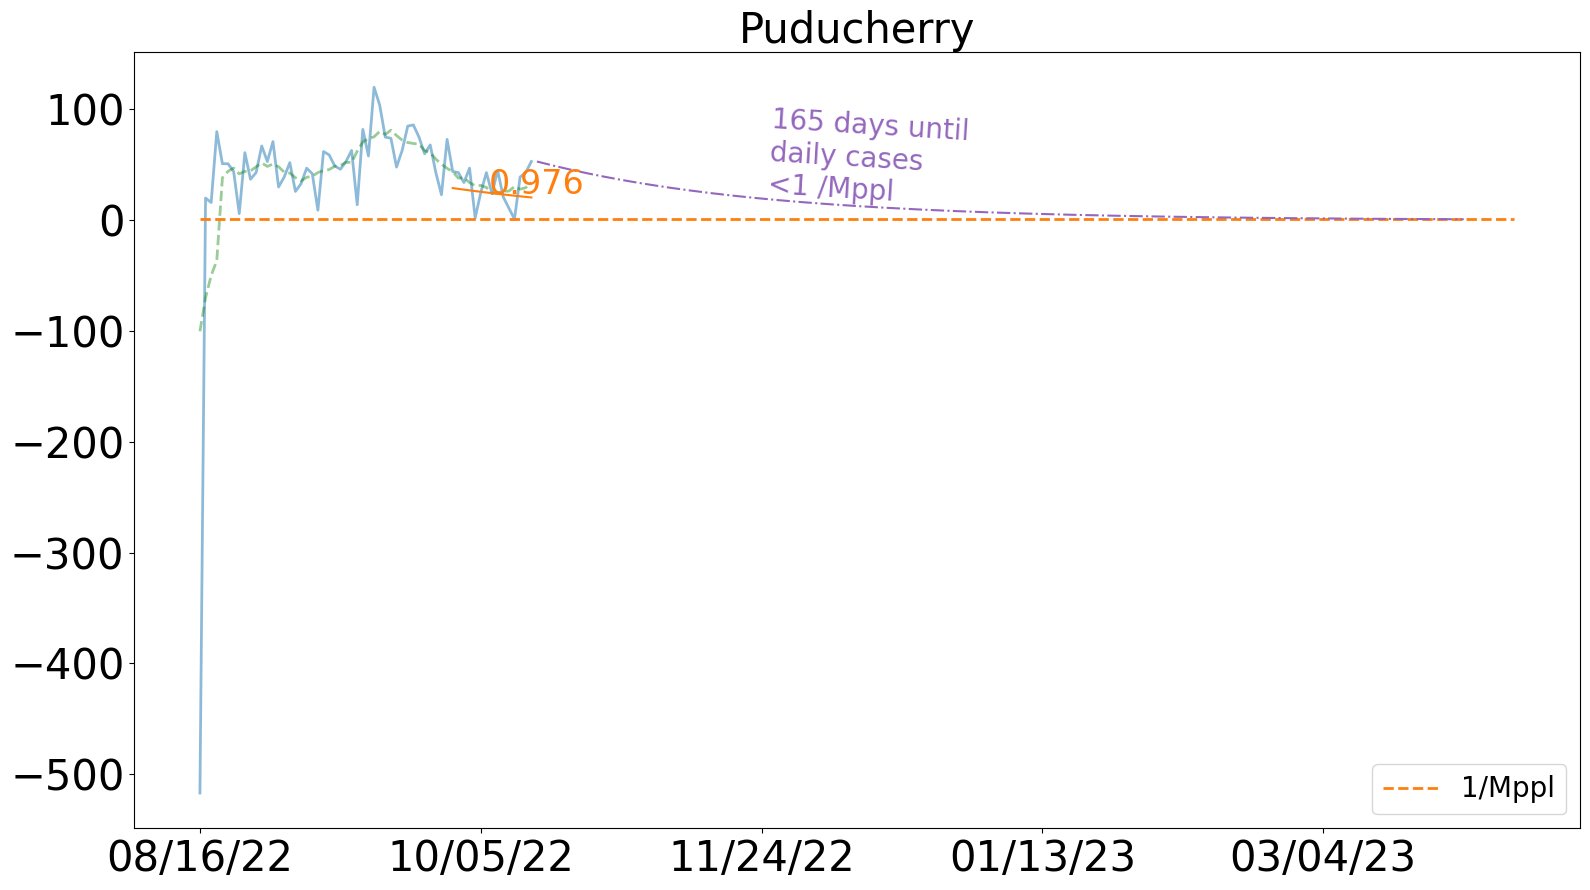 Puducherry
100
0
−100
−200
−300
−400
−500
0.976
165 days until
daily cases
<1 /Mppl
1/Mppl
08/16/22
10/05/22
11/24/22
01/13/23
03/04/23